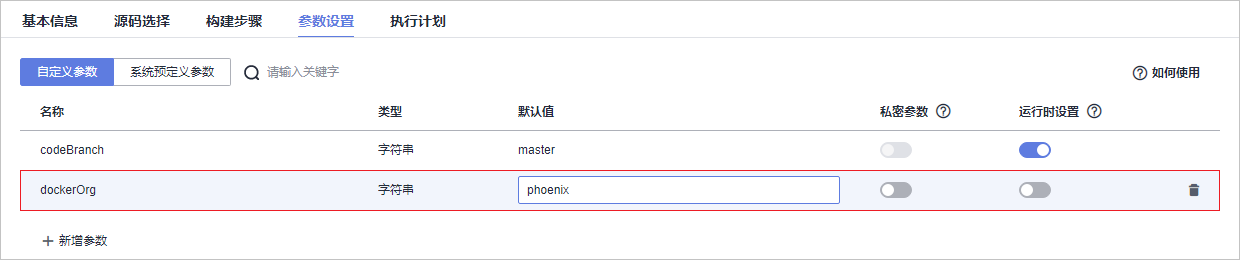 基本信息 源码选择 构建步骤 参数设置 执行计划
自定义参数 系统预定义参数 请输入关键字 如何使用
名称 类型 默认值 私密参数 运行时设置
codeBranch 字符串 master
dockerOrg 字符串 phoenix
新增参数